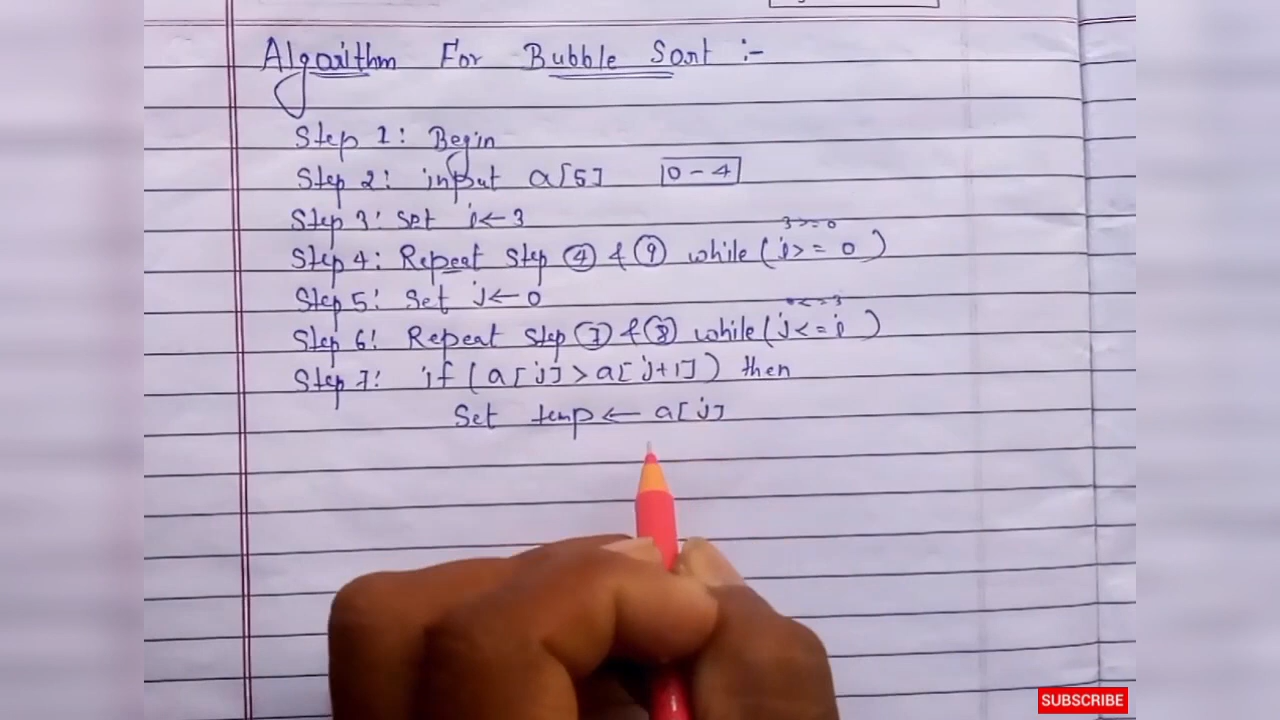 Algorithm For Bubble Sort :-
Step 1: Begin
Step 2: input a[5] 0-4
Step 3: Set i←3
3>=0
Step 4: Repeat Step ④ & ⑨ while (i>=0)
Step 5: Set j←0
0<=3
Step 6: Repeat Step ⑦ & ⑧ while (j<=i)
Step 7: if (a[j]>a[j+1]) then
Set temp ← a[j]
SUBSCRIBE